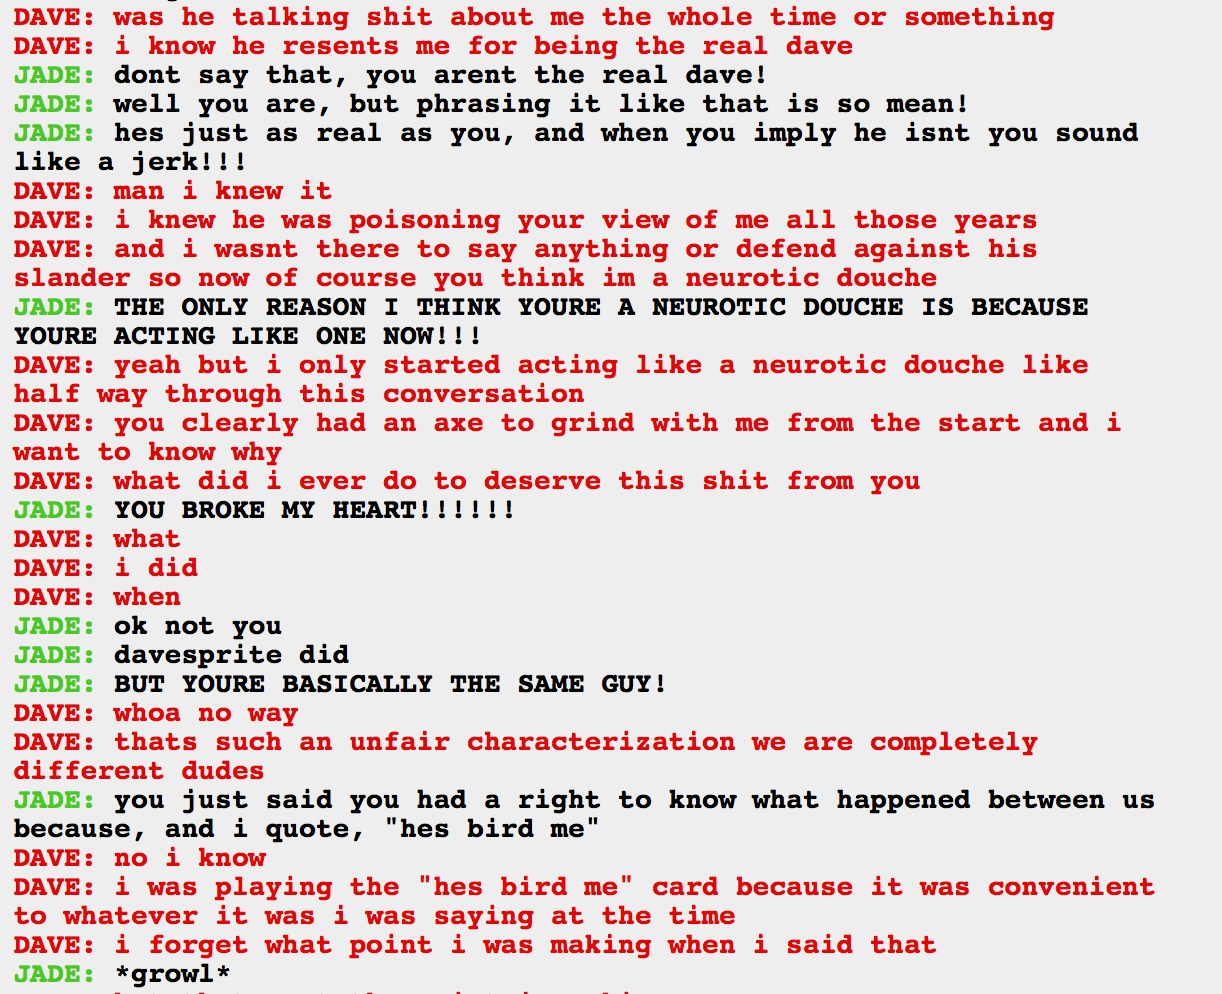 DAVE: was he talking shit about me the whole time or something
DAVE: i know he resents me for being the real dave
JADE: dont say that, you arent the real dave!
JADE: well you are, but phrasing it like that is so mean!
JADE: hes just as real as you, and when you imply he isnt you sound
like a jerk!!!
DAVE: man i knew it
DAVE: i knew he was poisoning your view of me all those years
DAVE: and i wasnt there to say anything or defend against his
slander so now of course you think im a neurotic douche
JADE: THE ONLY REASON I THINK YOURE A NEUROTIC DOUCHE IS BECAUSE
YOURE ACTING LIKE ONE NOW!!!
DAVE: yeah but i only started acting like a neurotic douche like
half way through this conversation
DAVE: you clearly had an axe to grind with me from the start and i
want to know why
DAVE: what did i ever do to deserve this shit from you
JADE: YOU BROKE MY HEART!!!!!!
DAVE: what
DAVE: i did
DAVE: when
JADE: ok not you
JADE: davesprite did
JADE: BUT YOURE BASICALLY THE SAME GUY!
DAVE: whoa no way
DAVE: thats such an unfair characterization we are completely
different dudes
JADE: you just said you had a right to know what happened between us
because, and i quote, "hes bird me"
DAVE: no i know
DAVE: i was playing the "hes bird me" card because it was convenient
to whatever it was i was saying at the time
DAVE: i forget what point i was making when i said that
JADE: *growl*